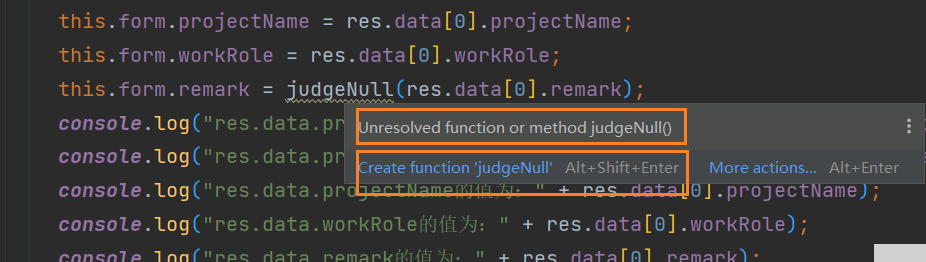 this.form.projectName = res.data[0].projectName;
this.form.workRole = res.data[0].workRole;
this.form.remark = judgeNull(res.data[0].remark);
console.log("res.data.pr
Unresolved function or method judgeNull()
console.log("res.data.pr
Create function 'judgeNull' Alt+Shift+Enter More actions... Alt+Enter
console.log("res.data.projectName的值为：" + res.data[0].projectName);
console.log("res.data.workRole的值为：" + res.data[0].workRole);
console.log("res.data.remark的值为：" + res.data[0].remark);